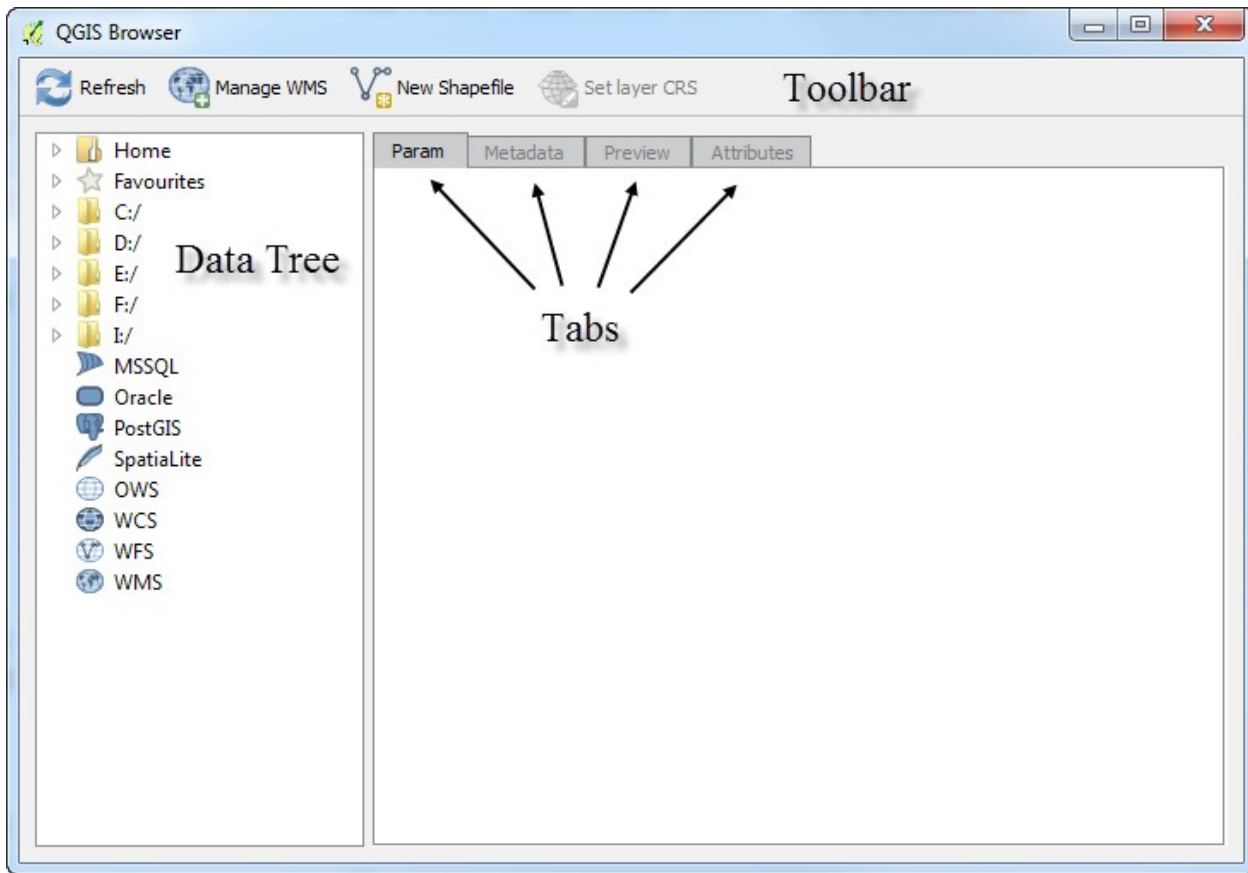 QGIS Browser
Refresh Manage WMS New Shapefile Set layer CRS Toolbar
Home
Favourites
C:/
D:/
E:/
F:/
I:/
MSSQL
Oracle
PostGIS
SpatiaLite
OWS
WCS
WFS
WMS
Data Tree
Param Metadata Preview Attributes
Tabs